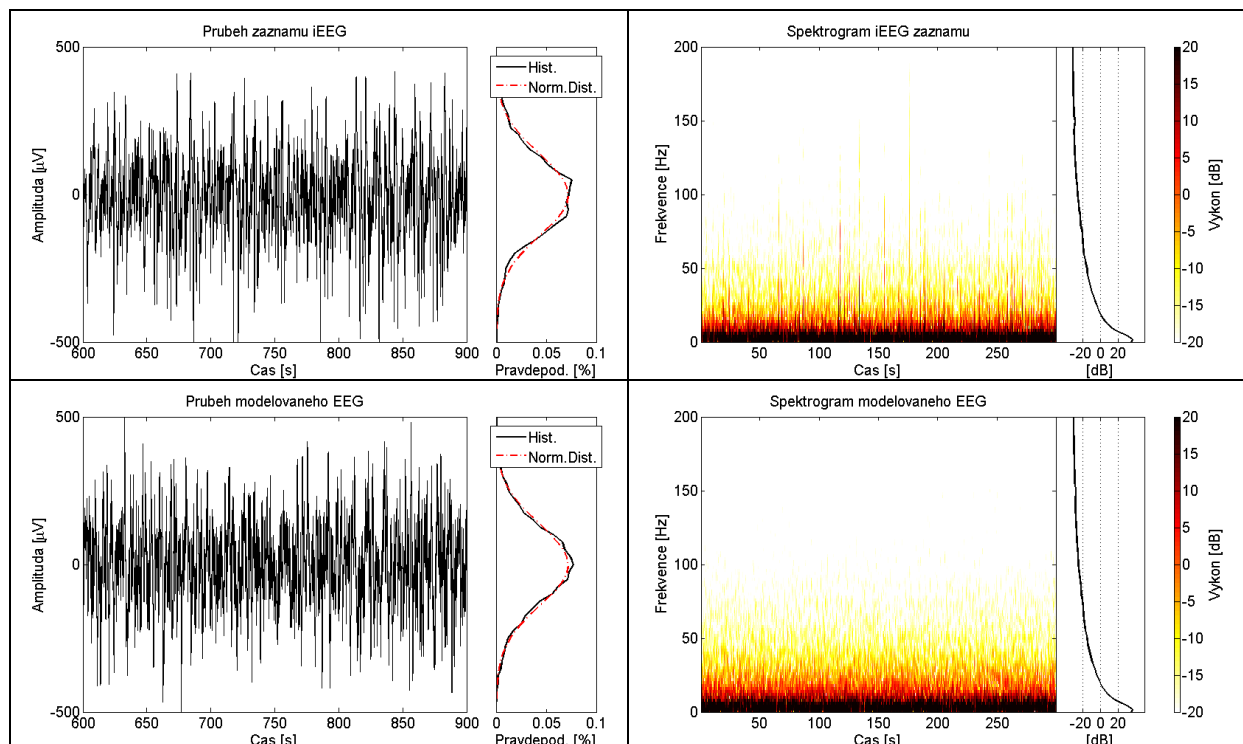 Prubeh zaznamu iEEG
500
0
-500
Amplituda [µV]
600 650 700 750 800 850 900
Cas [s]
Hist.
Norm.Dist.
0 0.05 0.1
Pravdepod. [%]
Spektrogram iEEG zaznamu
200
150
100
50
0
Frekvence [Hz]
50 100 150 200 250
Cas [s]
-20 0 20
[dB]
20
15
10
5
0
-5
-10
-15
-20
Vykon [dB]
Prubeh modelovaneho EEG
500
0
-500
Amplituda [µV]
600 650 700 750 800 850 900
Cas [s]
Hist.
Norm.Dist.
0 0.05 0.1
Pravdepod. [%]
Spektrogram modelovaneho EEG
200
150
100
50
0
Frekvence [Hz]
50 100 150 200 250
Cas [s]
-20 0 20
[dB]
20
15
10
5
0
-5
-10
-15
-20
Vykon [dB]